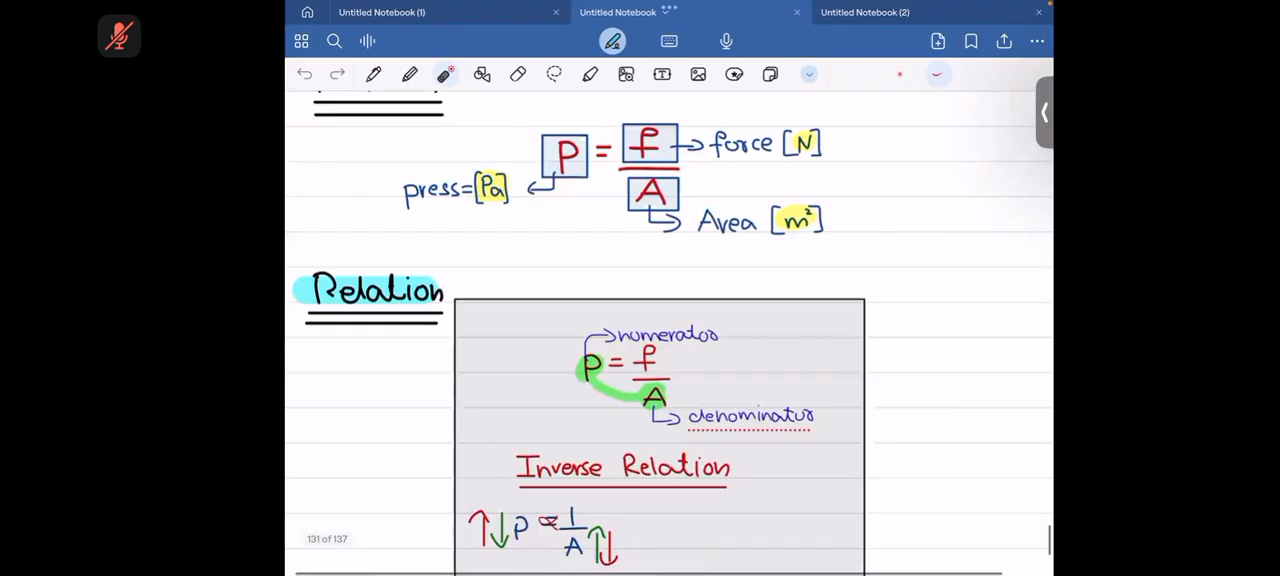 Untitled Notebook (1)
Untitled Notebook
Untitled Notebook (2)
P = f / A
force [N]
press=[Pa]
Area [m²]
Relation
numerator
P = f / A
denominator
Inverse Relation
↑↓ P ∝ 1/A ↑↓
131 of 137